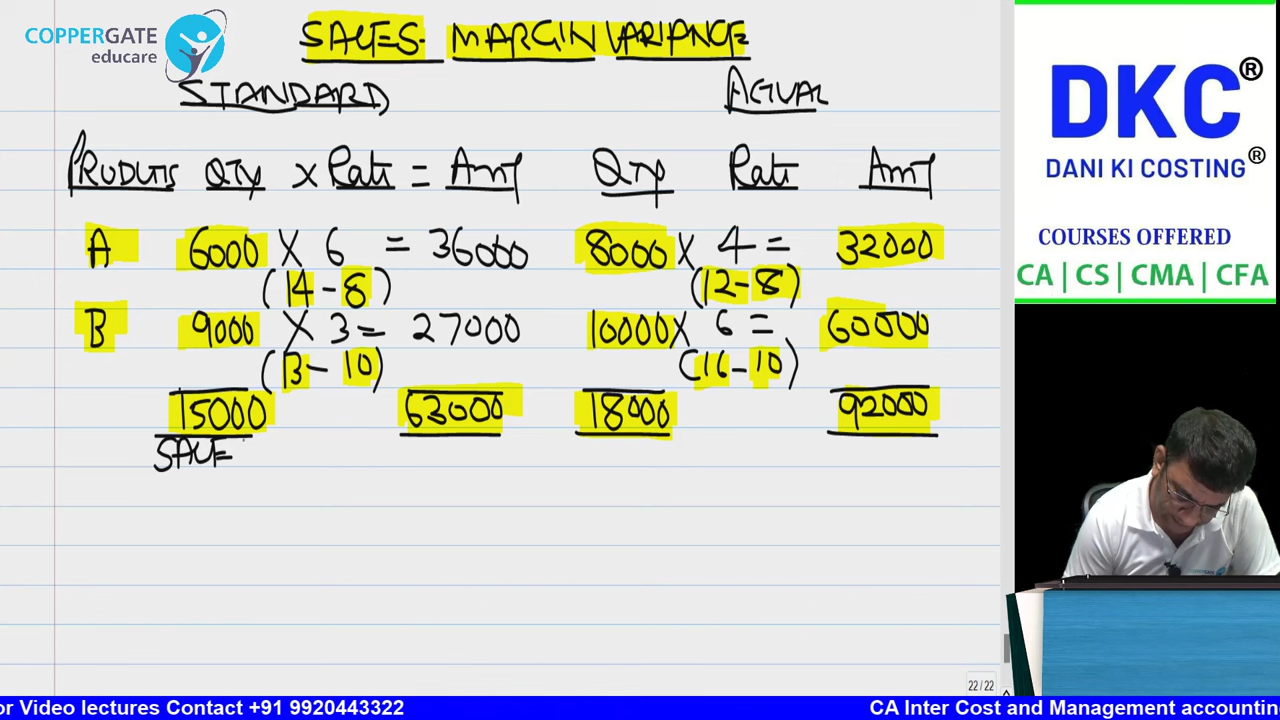 COPPERGATE
educare
SALES MARGIN VARIANCE
STANDARD ACTUAL
PRODUTS QTY X Rate = Amt Qty Rate Amt
A 6000 X 6 = 36000 8000 X 4 = 32000
(14 - 8) (12 - 8)
B 9000 X 3 = 27000 10000 X 6 = 60000
(13 - 10) (16 - 10)
15000 63000 18000 92000
SALE
22 / 22
DKC®
DANI KI COSTING®
COURSES OFFERED
CA | CS | CMA | CFA
or Video lectures Contact +91 9920443322 CA Inter Cost and Management accountin